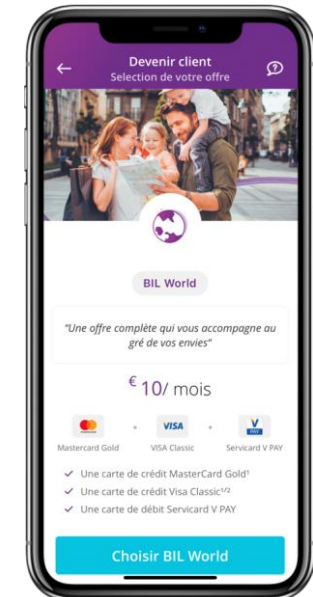 Devenir client
Selection de votre offre
BIL World
"Une offre complète qui vous accompagne au
gré de vos envies"
€ 10/ mois
VISA
V
PAY
Mastercard Gold
VISA Classic
Servicard V PAY
Une carte de crédit MasterCard Gold¹
Une carte de crédit Visa Classic¹/²
Une carte de débit Servicard V PAY
Choisir BIL World